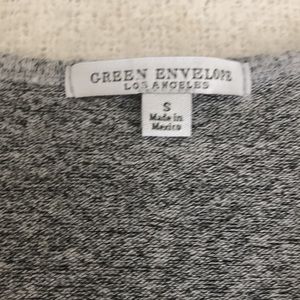 GREEN ENVELOPE
LOS ANGELES
S
Made in
Mexico